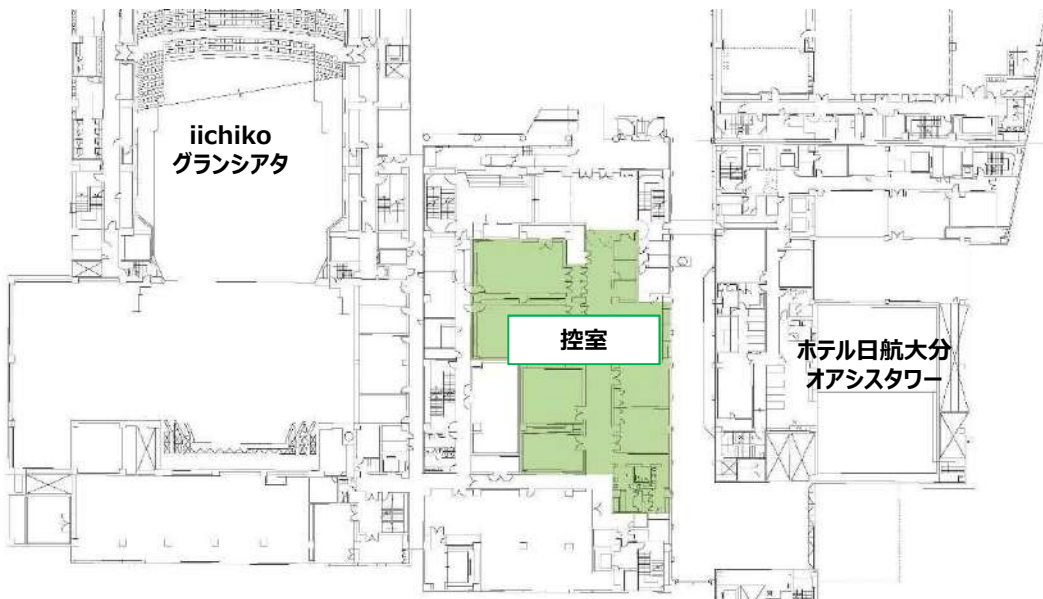 iichiko
グランシアタ
控室
ホテル日航大分
オアシスタワー